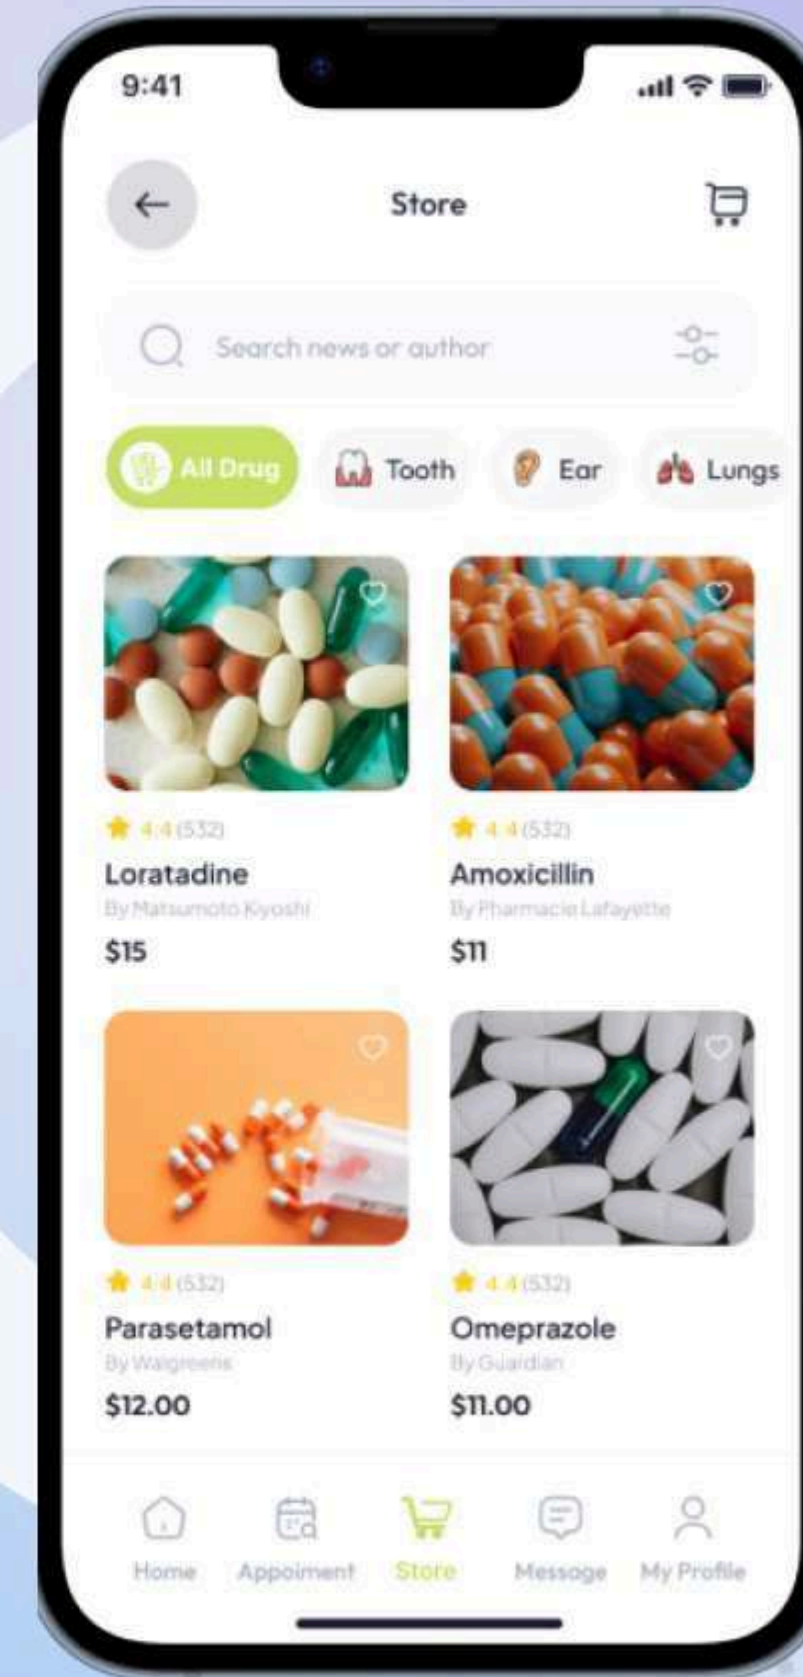 9:41
Store
Search news or author
All Drug
Tooth
Ear
Lungs
4.4 (532)
4.4 (532)
Loratadine
Amoxicillin
By Matsumoto Kiyoshi
By Pharmacie Lafayette
$15
$11
4.4 (532)
4.4 (532)
Parasetamol
Omeprazole
By Walgreens
By Guardian
$12.00
$11.00
Home
Appoiment
Store
Message
My Profile